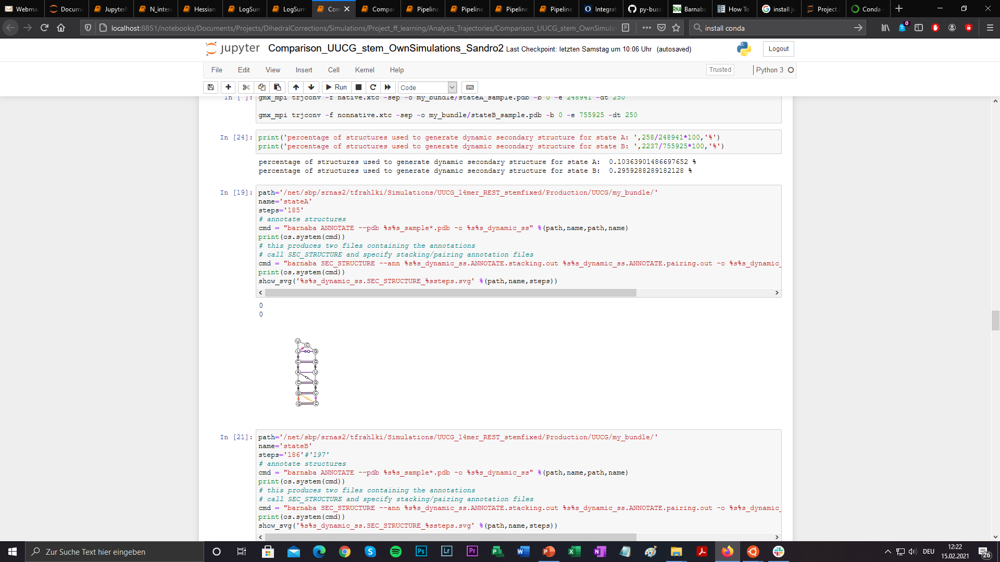 Webmai
Docume
JupyterN
N_intera
Hessian_
LogSum
LogSum
Com
Compar
Pipeline
Pipeline
Pipeline
Pipeline
Integrat
py-buss
Barnaba
How To
install ju
Project J
Conda -
localhost:8851/notebooks/Documents/Projects/DihedralCorrections/Simulations/Project_ff_learning/Analysis_Trajectories/Comparison_UUCG_stem_OwnSimulat
install conda
0
jupyter Comparison_UUCG_stem_OwnSimulations_Sandro2 Last Checkpoint: letzten Samstag um 10:06 Uhr (autosaved)
Logout
File Edit View Insert Cell Kernel Help
Trusted
Python 3
Run
Code
In [ ]: gmx_mpi trjconv -f native.xtc -sep -o my_bundle/stateA_sample.pdb -b 0 -e 248941 -dt 250
gmx_mpi trjconv -f nonnative.xtc -sep -o my_bundle/stateB_sample.pdb -b 0 -e 755925 -dt 250
In [24]: print('percentage of structures used to generate dynamic secondary structure for state A: ',258/248941*100,'%')
print('percentage of structures used to generate dynamic secondary structure for state B: ',2237/755925*100,'%')
percentage of structures used to generate dynamic secondary structure for state A:  0.10363901486697652 %
percentage of structures used to generate dynamic secondary structure for state B:  0.2959288289182128 %
In [19]: path='/net/sbp/srnas2/tfrahlki/Simulations/UUCG_14mer_REST_stemfixed/Production/UUCG/my_bundle/'
name='stateA'
steps='185'
# annotate structures
cmd = "barnaba ANNOTATE --pdb %s%s_sample*.pdb -o %s%s_dynamic_ss" %(path,name,path,name)
print(os.system(cmd))
# this produces two files containing the annotations
# call SEC_STRUCTURE and specify stacking/pairing annotation files
cmd = "barnaba SEC_STRUCTURE --ann %s%s_dynamic_ss.ANNOTATE.stacking.out %s%s_dynamic_ss.ANNOTATE.pairing.out -o %s%s_dynamic_
print(os.system(cmd))
show_svg('%s%s_dynamic_ss.SEC_STRUCTURE_%ssteps.svg' %(path,name,steps))
0
0
U
C
U G
C G
A U
C G
G C
G C
In [21]: path='/net/sbp/srnas2/tfrahlki/Simulations/UUCG_14mer_REST_stemfixed/Production/UUCG/my_bundle/'
name='stateB'
steps='186'#'197'
# annotate structures
cmd = "barnaba ANNOTATE --pdb %s%s_sample*.pdb -o %s%s_dynamic_ss" %(path,name,path,name)
print(os.system(cmd))
# this produces two files containing the annotations
# call SEC_STRUCTURE and specify stacking/pairing annotation files
cmd = "barnaba SEC_STRUCTURE --ann %s%s_dynamic_ss.ANNOTATE.stacking.out %s%s_dynamic_ss.ANNOTATE.pairing.out -o %s%s_dynamic_
print(os.system(cmd))
show_svg('%s%s_dynamic_ss.SEC_STRUCTURE_%ssteps.svg' %(path,name,steps))
Zur Suche Text hier eingeben
Ps
Lr
Pr
DEU
12:22
15.02.2021
26